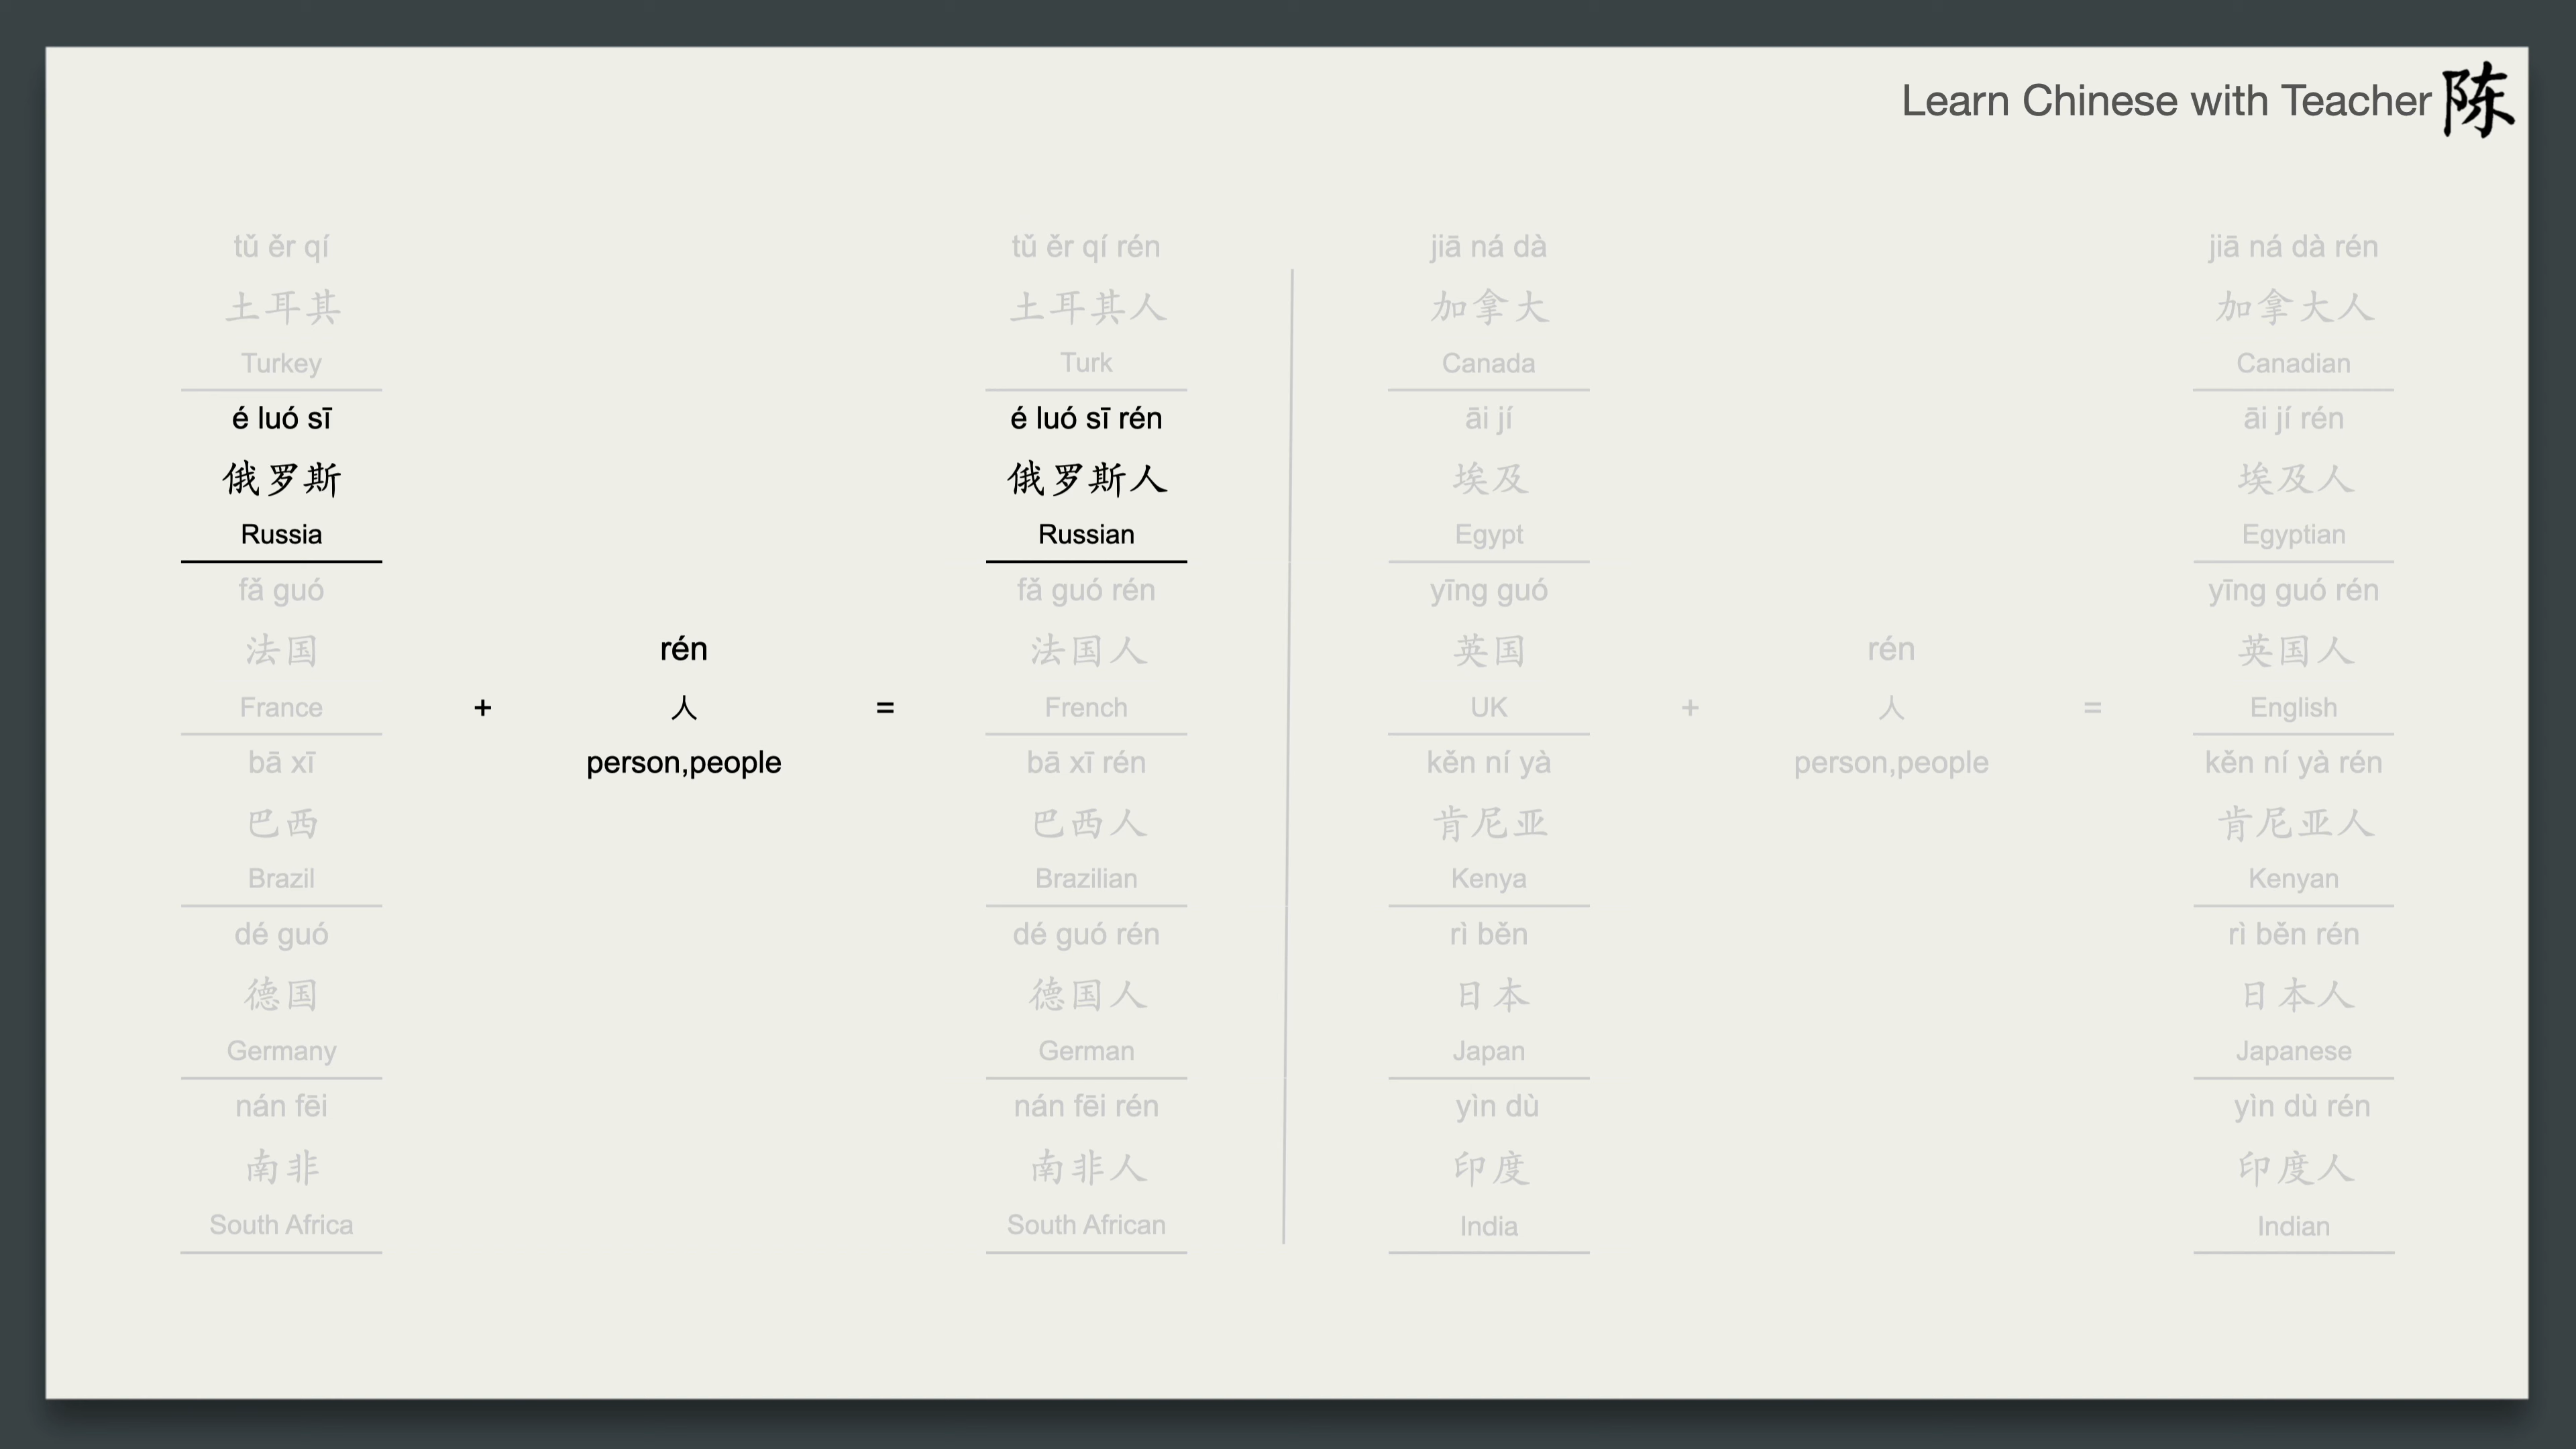 Learn Chinese with Teacher 陈
tǔ ěr qí
土耳其
Turkey
é luó sī
俄罗斯
Russia
fǎ guó
法国
France
bā xī
巴西
Brazil
dé guó
德国
Germany
nán fēi
南非
South Africa
+
rén
人
person,people
=
tǔ ěr qí rén
土耳其人
Turk
é luó sī rén
俄罗斯人
Russian
fǎ guó rén
法国人
French
bā xī rén
巴西人
Brazilian
dé guó rén
德国人
German
nán fēi rén
南非人
South African
jiā ná dà
加拿大
Canada
āi jí
埃及
Egypt
yīng guó
英国
UK
kěn ní yà
肯尼亚
Kenya
rì běn
日本
Japan
yìn dù
印度
India
+
rén
人
person,people
=
jiā ná dà rén
加拿大人
Canadian
āi jí rén
埃及人
Egyptian
yīng guó rén
英国人
English
kěn ní yà rén
肯尼亚人
Kenyan
rì běn rén
日本人
Japanese
yìn dù rén
印度人
Indian